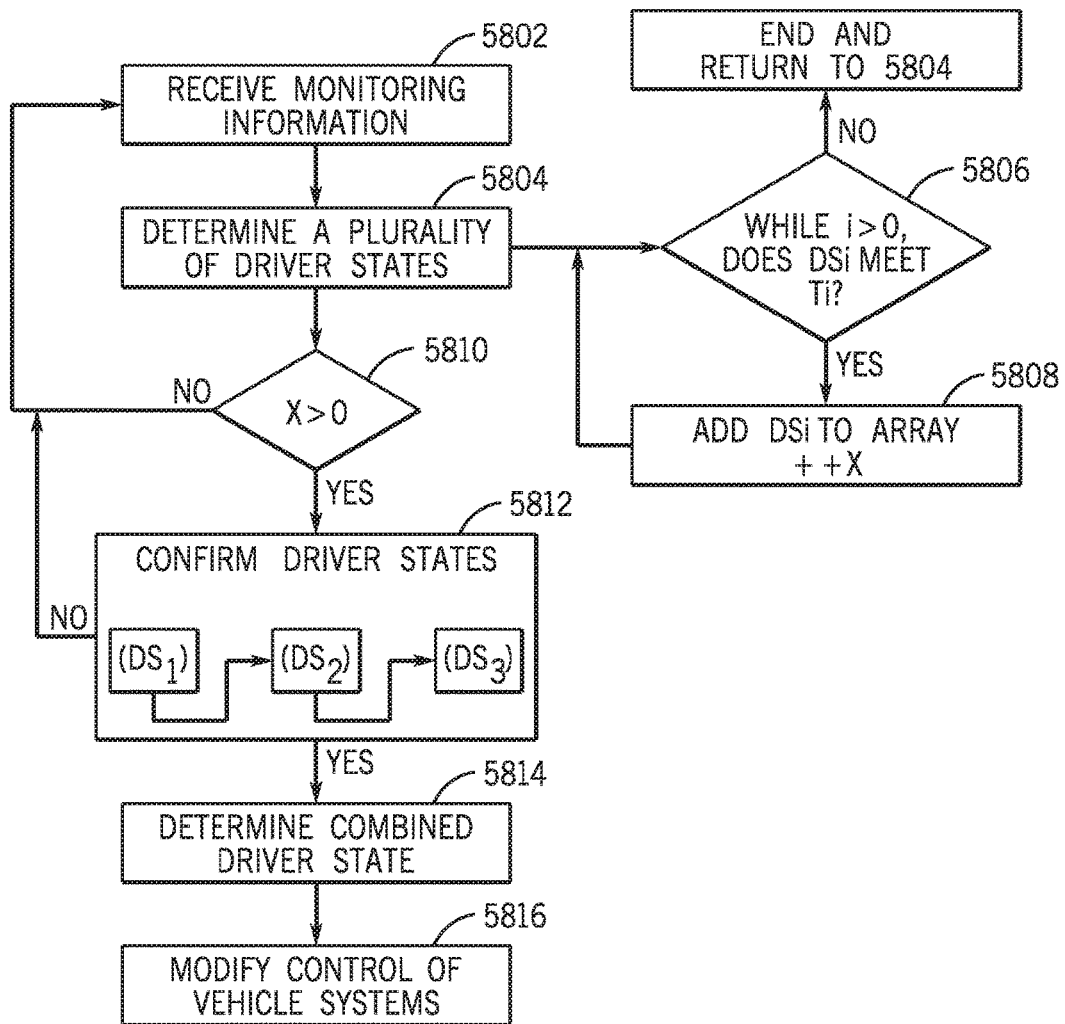 5802
RECEIVE MONITORING
INFORMATION
5804
DETERMINE A PLURALITY
OF DRIVER STATES
END AND
RETURN TO 5804
NO
5806
WHILE i>0,
DOES DSi MEET
Ti?
YES
5808
ADD DSi TO ARRAY
++X
5810
NO
X>0
YES
5812
CONFIRM DRIVER STATES
NO
(DS1) (DS2) (DS3)
YES
5814
DETERMINE COMBINED
DRIVER STATE
5816
MODIFY CONTROL OF
VEHICLE SYSTEMS